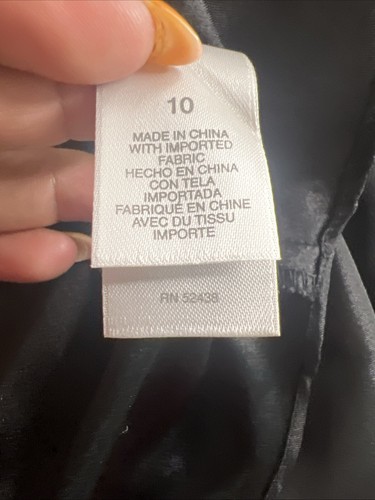 10
MADE IN CHINA
WITH IMPORTED
FABRIC
HECHO EN CHINA
CON TELA
IMPORTADA
FABRIQUÉ EN CHINE
AVEC DU TISSU
IMPORTE
RN 52438